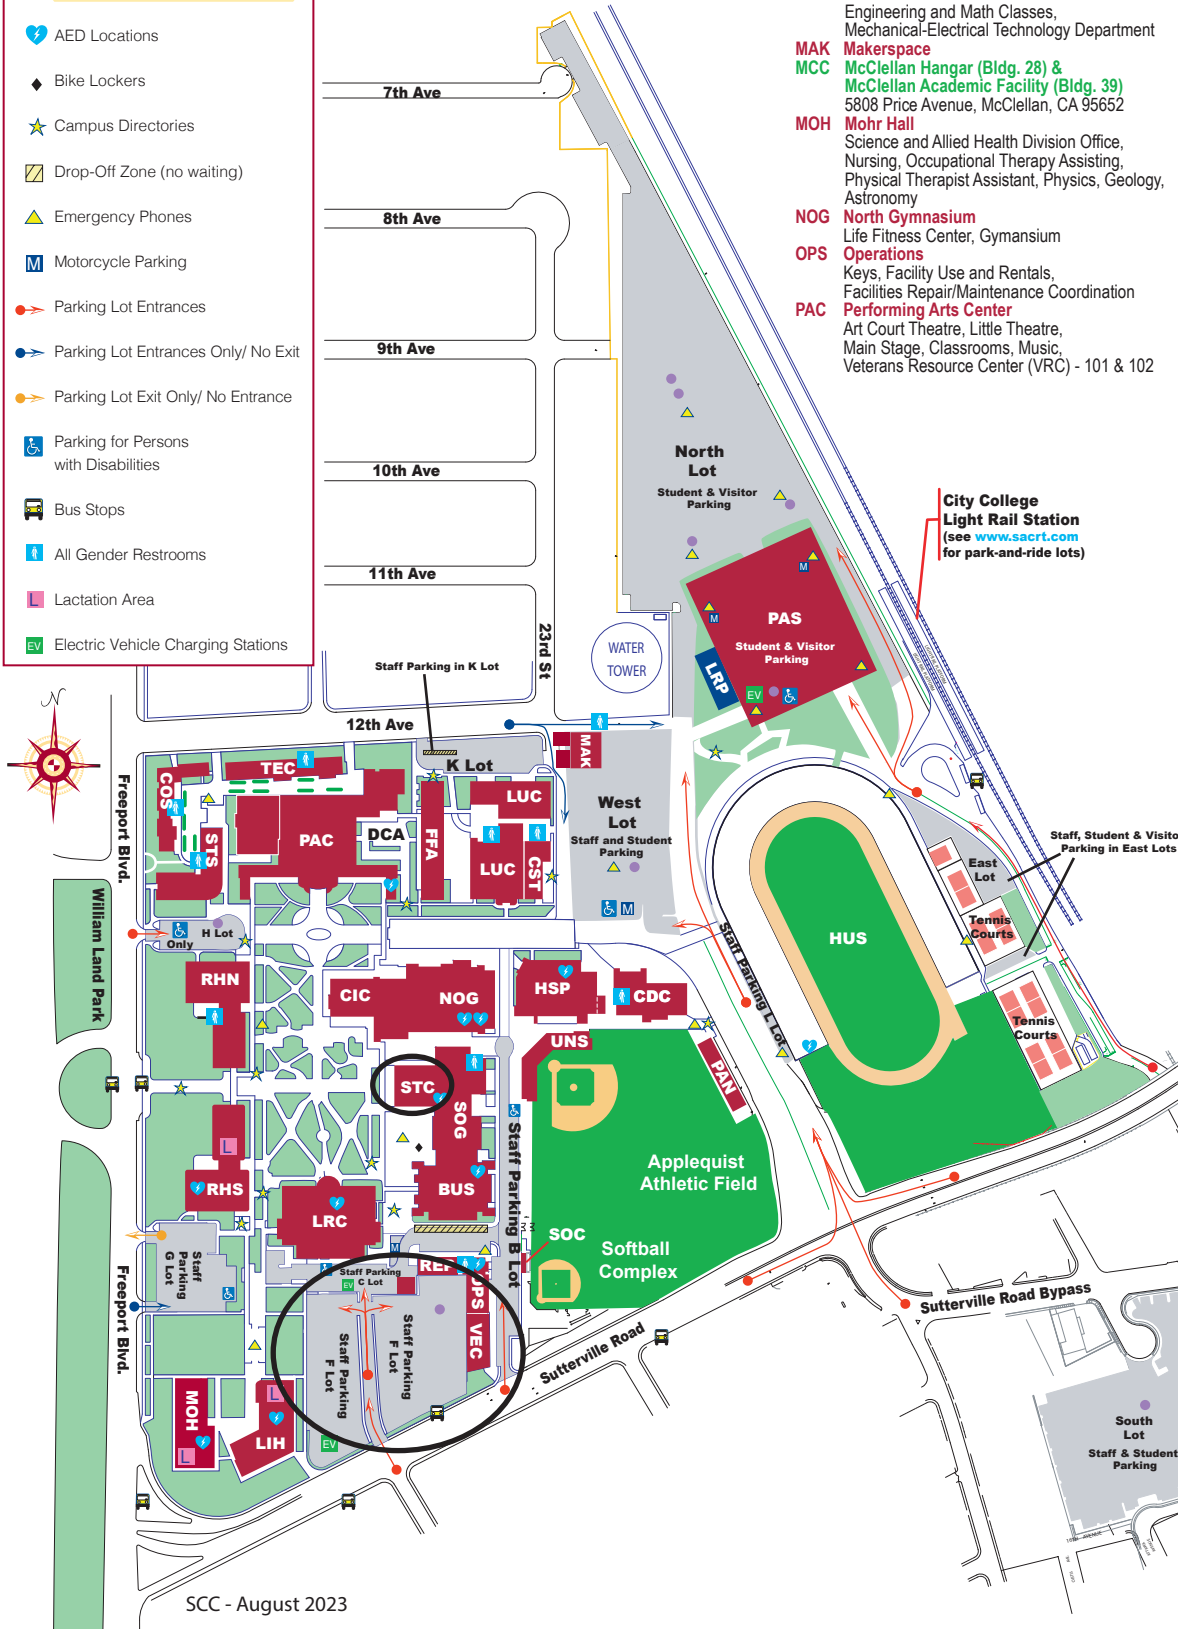 AED Locations
Bike Lockers
Campus Directories
Drop-Off Zone (no waiting)
Emergency Phones
M
Motorcycle Parking
Parking Lot Entrances
Parking Lot Entrances Only/ No Exit
Parking Lot Exit Only/ No Entrance
Parking for Persons
with Disabilities
Bus Stops
All Gender Restrooms
L
Lactation Area
EV
Electric Vehicle Charging Stations
Engineering and Math Classes,
Mechanical-Electrical Technology Department
MAK Makerspace
MCC McClellan Hangar (Bldg. 28) &
McClellan Academic Facility (Bldg. 39)
5808 Price Avenue, McClellan, CA 95652
MOH Mohr Hall
Science and Allied Health Division Office,
Nursing, Occupational Therapy Assisting,
Physical Therapist Assistant, Physics, Geology,
Astronomy
NOG North Gymnasium
Life Fitness Center, Gymansium
OPS Operations
Keys, Facility Use and Rentals,
Facilities Repair/Maintenance Coordination
PAC Performing Arts Center
Art Court Theatre, Little Theatre,
Main Stage, Classrooms, Music,
Veterans Resource Center (VRC) - 101 & 102
7th Ave
8th Ave
9th Ave
10th Ave
11th Ave
23rd St
12th Ave
North
Lot
Student & Visitor
Parking
City College
Light Rail Station
(see www.sacrt.com
for park-and-ride lots)
M
PAS
M
Student & Visitor
Parking
WATER
TOWER
LRP
EV
Staff Parking in K Lot
N
K Lot
MAK
TEC
COS
STS
PAC
DCA
FFA
LUC
LUC
CST
West
Lot
Staff and Student
Parking
M
Freeport Blvd.
William Land Park
Only
H Lot
East
Lot
Staff, Student & Visito
Parking in East Lots
Tennis
Courts
Tennis
Courts
HUS
Staff Parking L Lot
RHN
CIC
NOG
HSP
CDC
UNS
PAN
STC
SOG
L
RHS
LRC
BUS
Staff Parking B Lot
Applequist
Athletic Field
SOC
Softball
Complex
Staff
Parking
G Lot
M
REP
OPS
VEC
Staff Parking
C Lot
EV
Staff Parking
F Lot
Staff Parking
F Lot
EV
Freeport Blvd.
MOH
L
L
LIH
Sutterville Road
Sutterville Road Bypass
South
Lot
Staff & Student
Parking
SCC - August 2023